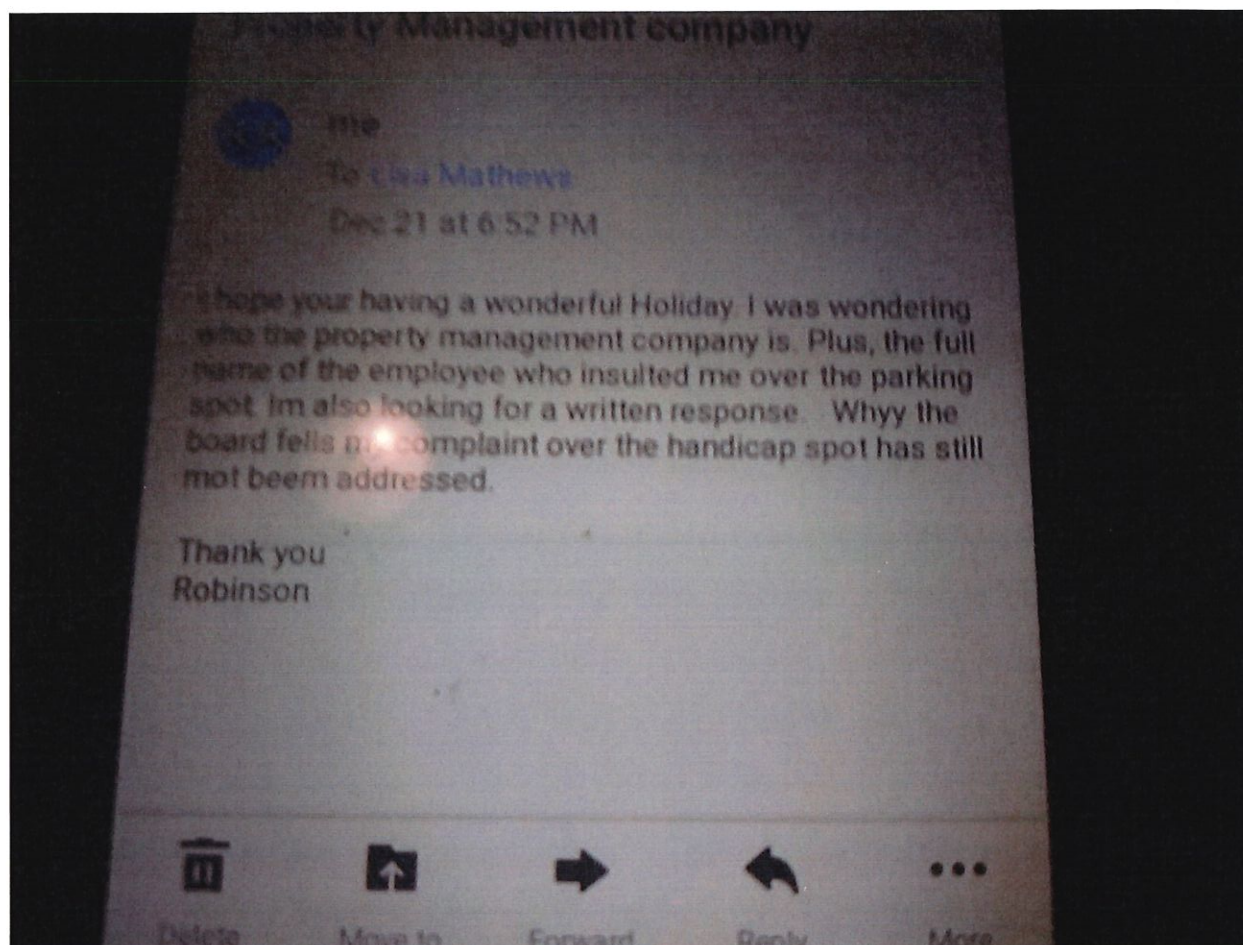 Property Management company
me
To Lisa Mathews
Dec 21 at 6:52 PM
I hope your having a wonderful Holiday. I was wondering
who the property management company is. Plus, the full
name of the employee who insulted me over the parking
spot. Im also looking for a written response. Whyy the
board fells my complaint over the handicap spot has still
mot beem addressed.
Thank you
Robinson
Delete
Move to
Forward
Reply
More